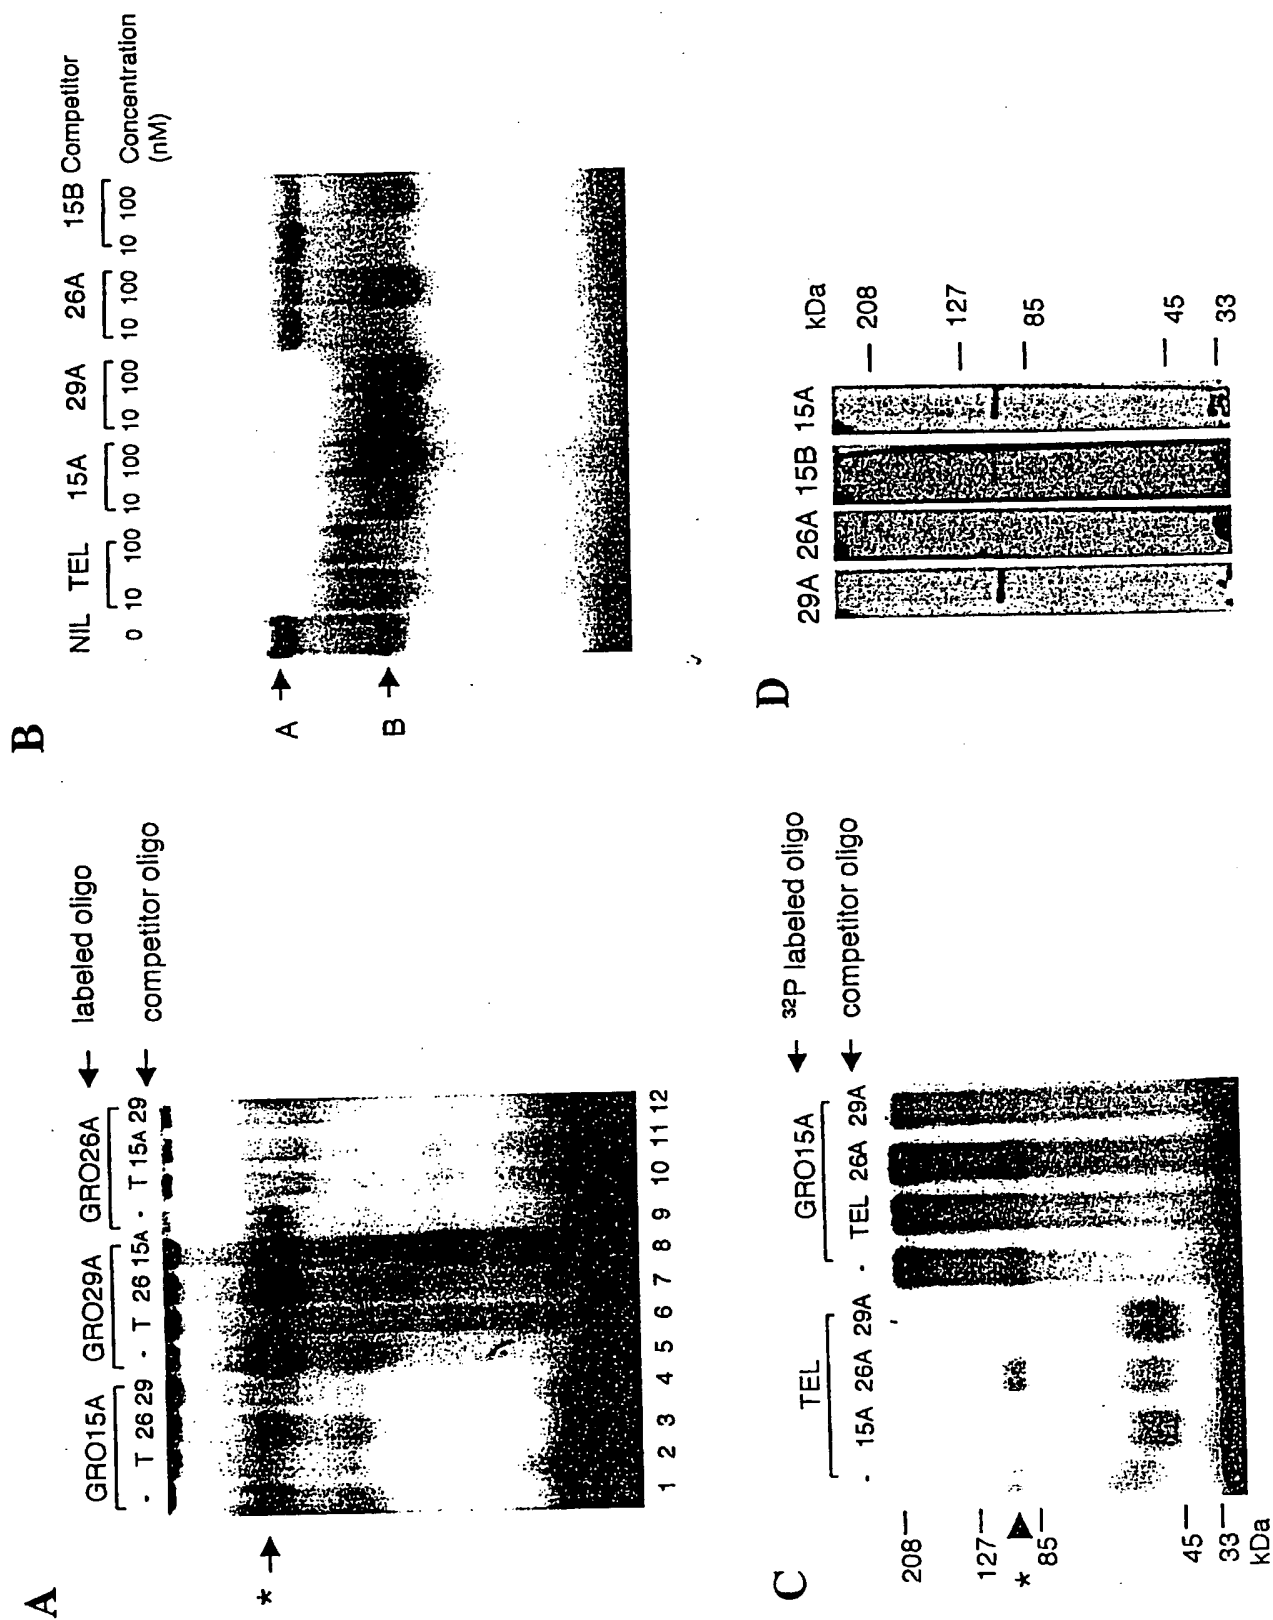 A
GRO15A GRO29A GRO26A ← labeled oligo
- T 26 29 - T 26 15A - T 15A 29 ← competitor oligo
* →
1 2 3 4 5 6 7 8 9 10 11 12
B
NIL TEL 15A 29A 26A 15B Competitor
0 10 100 10 100 10 100 10 100 10 100 Concentration
(nM)
A →
B →
C
TEL GRO15A ← 32P labeled oligo
- 15A 26A 29A - TEL 26A 29A ← competitor oligo
208
127
*
85
45
33
kDa
D
29A 26A 15B 15A kDa
208
127
85
45
33